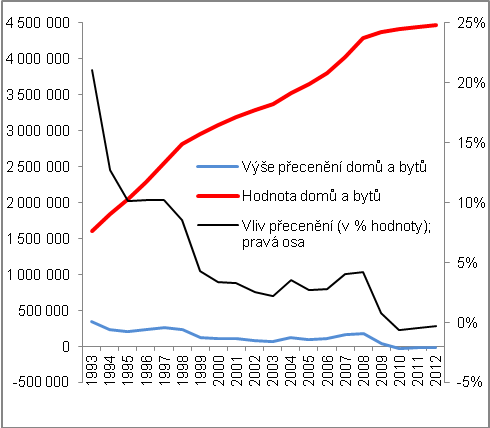 4 500 000
4 000 000
3 500 000
3 000 000
2 500 000
2 000 000
1 500 000
1 000 000
500 000
0
-500 000
25%
20%
15%
10%
5%
0%
-5%
Výše přecenění domů a bytů
Hodnota domů a bytů
Vliv přecenění (v % hodnoty);
pravá osa
1993
1994
1995
1996
1997
1998
1999
2000
2001
2002
2003
2004
2005
2006
2007
2008
2009
2010
2011
2012